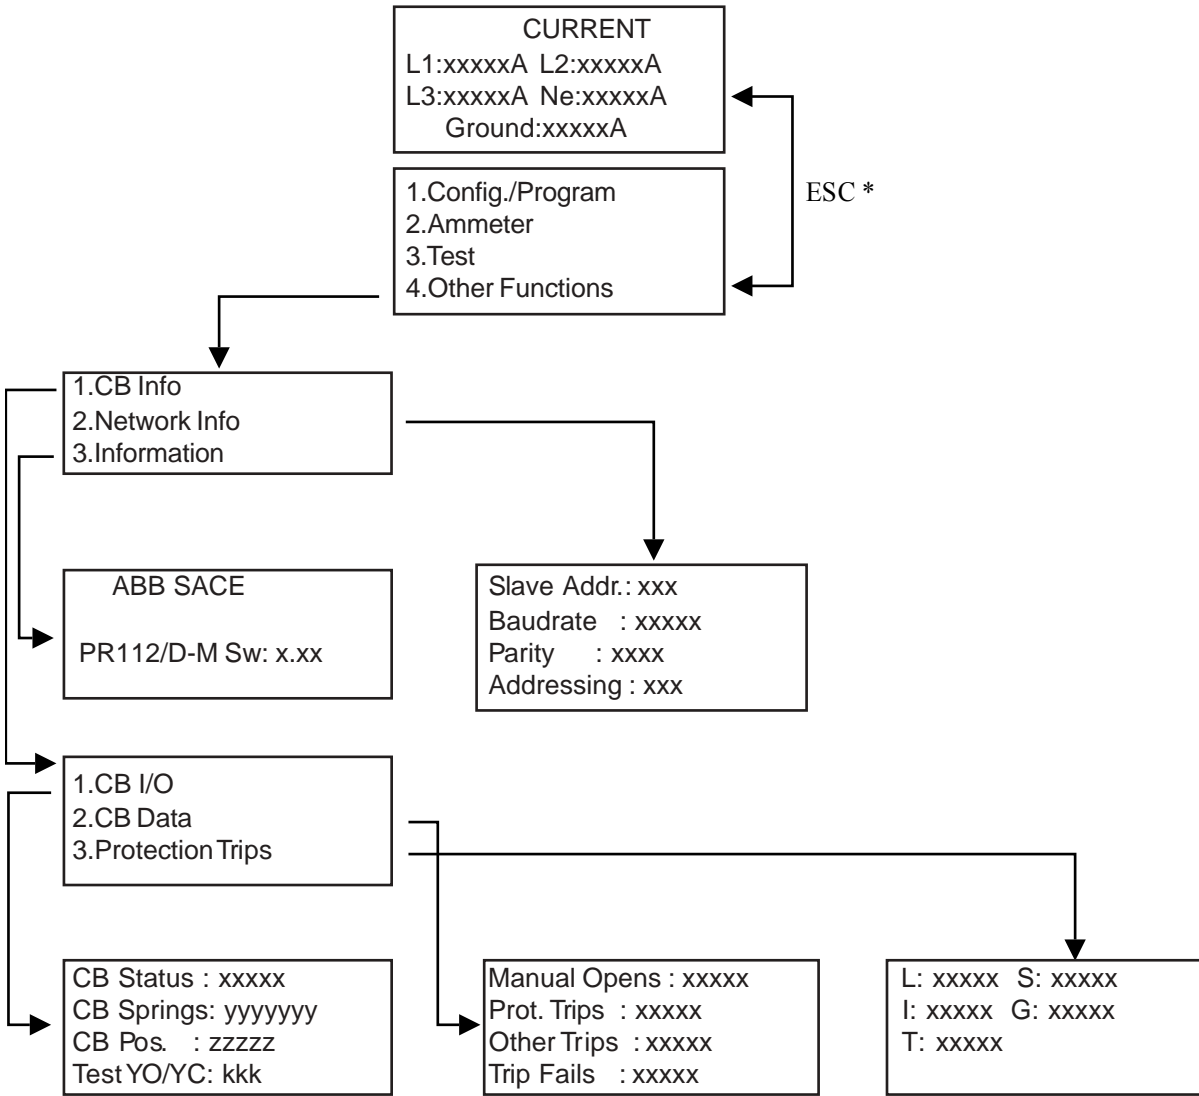 CURRENT
L1:xxxxxA L2:xxxxxA
L3:xxxxxA Ne:xxxxxA
Ground:xxxxxA
ESC *
1.Config./Program
2.Ammeter
3.Test
4.Other Functions
1.CB Info
2.Network Info
3.Information
ABB SACE
PR112/D-M Sw: x.xx
Slave Addr.: xxx
Baudrate : xxxxx
Parity : xxxx
Addressing : xxx
1.CB I/O
2.CB Data
3.Protection Trips
CB Status : xxxxx
CB Springs: yyyyyyy
CB Pos. : zzzzz
Test YO/YC: kkk
Manual Opens : xxxxx
Prot. Trips : xxxxx
Other Trips : xxxxx
Trip Fails : xxxxx
L: xxxxx S: xxxxx
I: xxxxx G: xxxxx
T: xxxxx